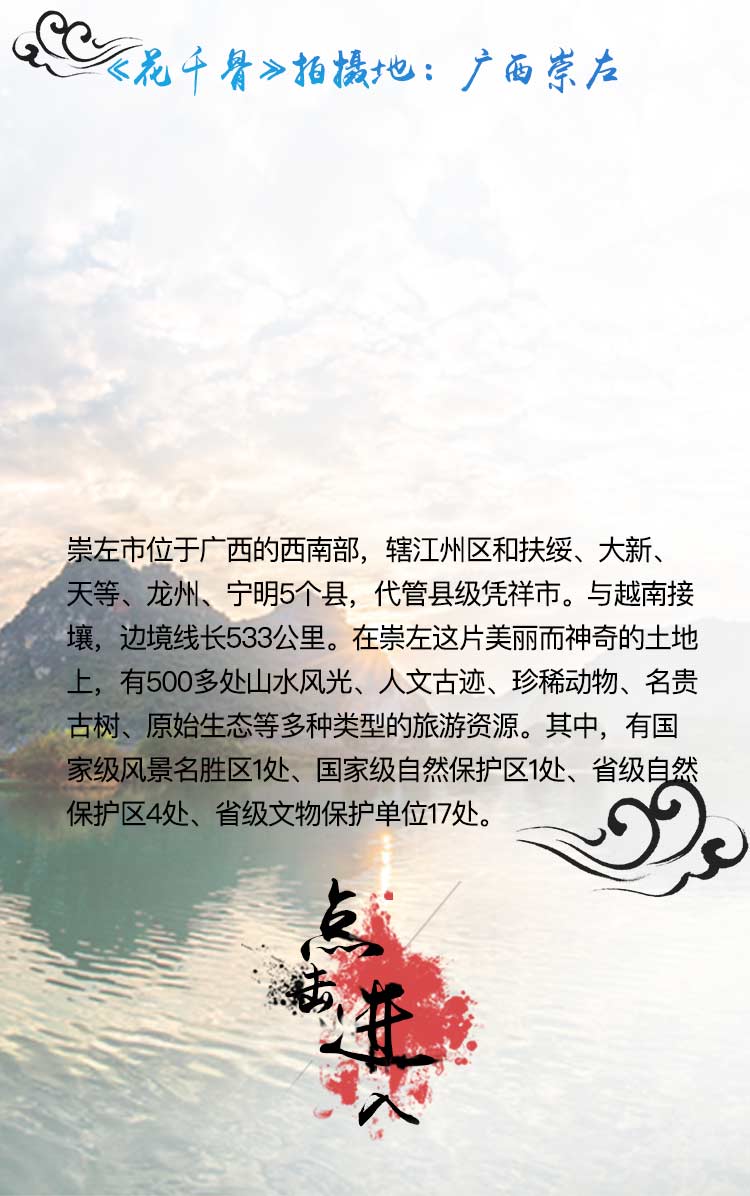 《花千骨》拍摄地：广西崇左
崇左市位于广西的西南部，辖江州区和扶绥、大新、
天等、龙州、宁明5个县，代管县级凭祥市。与越南接
壤，边境线长533公里。在崇左这片美丽而神奇的土地
上，有500多处山水风光、人文古迹、珍稀动物、名贵
古树、原始生态等多种类型的旅游资源。其中，有国
家级风景名胜区1处、国家级自然保护区1处、省级自然
保护区4处、省级文物保护单位17处。
点
击
进
入